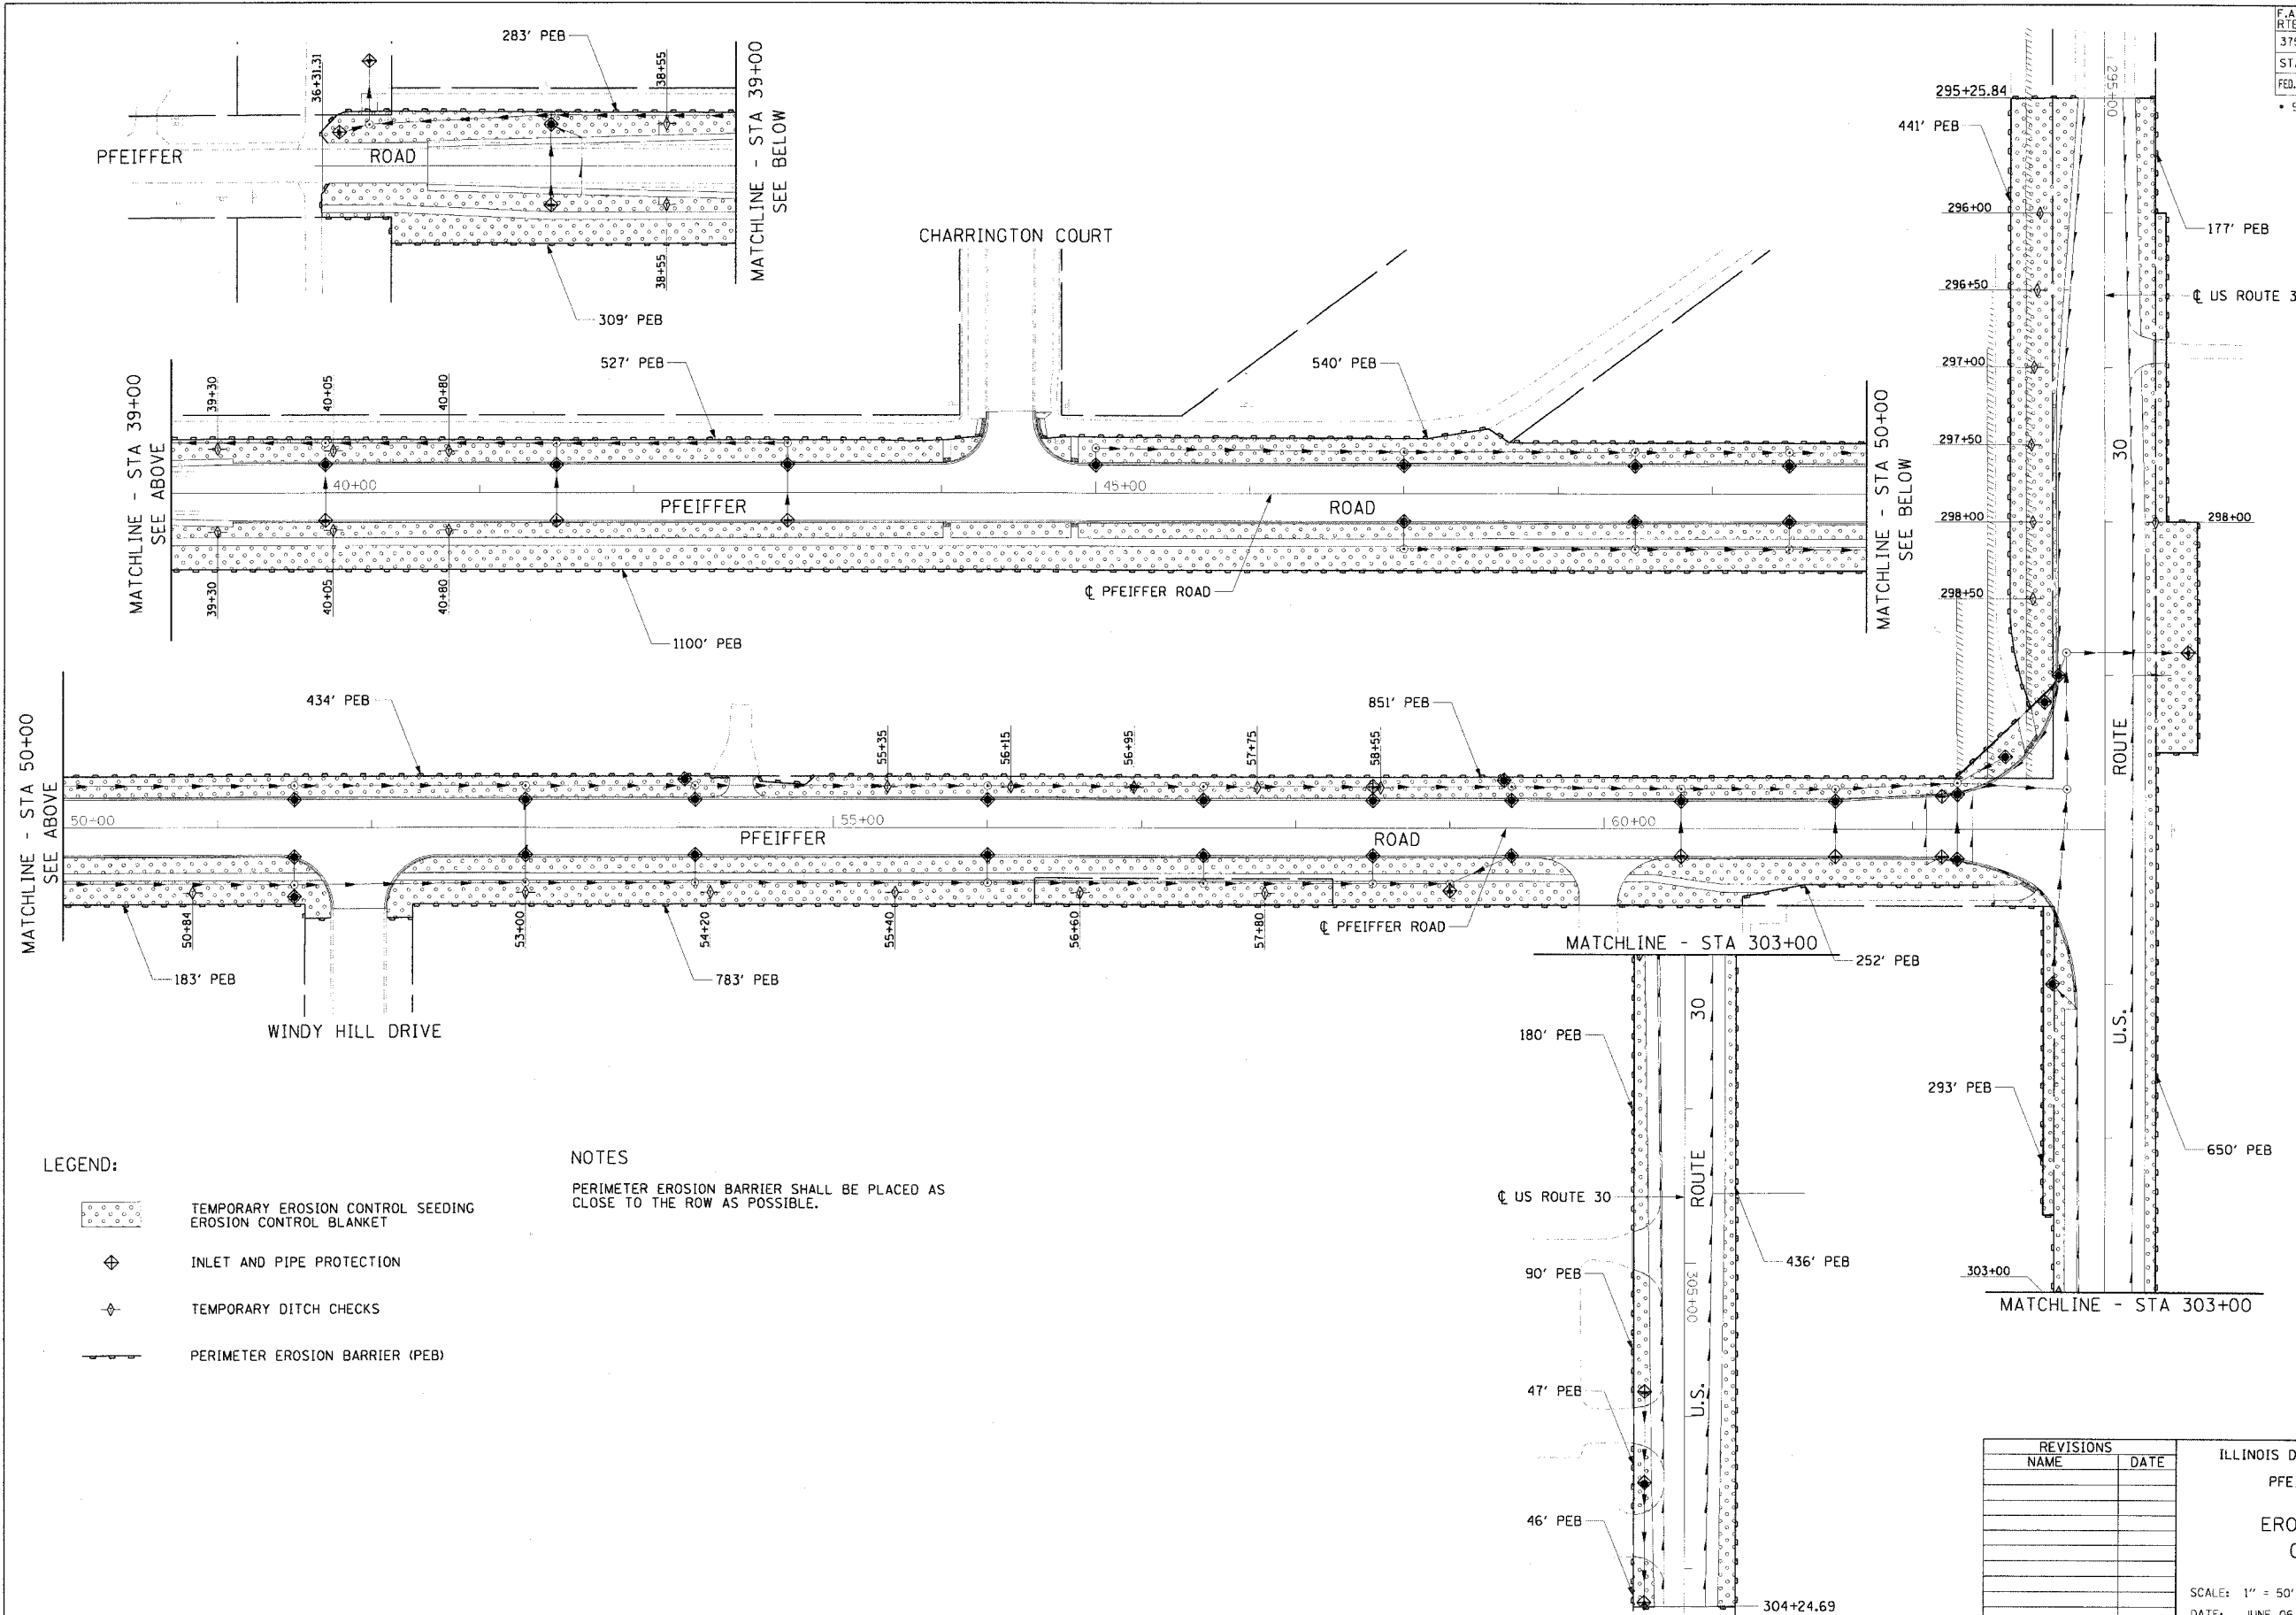 283' PEB
36+31.31
38+55
MATCHLINE - STA 39+00
SEE BELOW
PFEIFFER
ROAD
38+55
309' PEB
CHARRINGTON COURT
527' PEB
540' PEB
MATCHLINE - STA 39+00
SEE ABOVE
39+30
40+05
40+80
40+00
45+00
PFEIFFER
ROAD
39+30
40+05
40+80
℄ PFEIFFER ROAD
1100' PEB
MATCHLINE - STA 50+00
SEE BELOW
295+25.84
295+00
441' PEB
296+00
177' PEB
296+50
℄ US ROUTE 3
297+00
297+50
30
298+00
298+00
298+50
ROUTE
U.S.
MATCHLINE - STA 50+00
SEE ABOVE
434' PEB
851' PEB
55+35
56+15
56+95
57+75
58+55
50+00
55+00
60+00
PFEIFFER
ROAD
50+84
53+00
54+20
55+40
56+60
57+80
℄ PFEIFFER ROAD
183' PEB
783' PEB
252' PEB
WINDY HILL DRIVE
MATCHLINE - STA 303+00
180' PEB
30
ROUTE
U.S.
℄ US ROUTE 30
305+00
436' PEB
90' PEB
47' PEB
46' PEB
304+24.69
293' PEB
650' PEB
303+00
MATCHLINE - STA 303+00
LEGEND:
TEMPORARY EROSION CONTROL SEEDING
EROSION CONTROL BLANKET
INLET AND PIPE PROTECTION
TEMPORARY DITCH CHECKS
PERIMETER EROSION BARRIER (PEB)
NOTES
PERIMETER EROSION BARRIER SHALL BE PLACED AS
CLOSE TO THE ROW AS POSSIBLE.
F.A
RTE
37
ST
FED.
REVISIONS
NAME DATE
ILLINOIS D
PFE
ERO
SCALE: 1" = 50'
DATE: JUNE 06